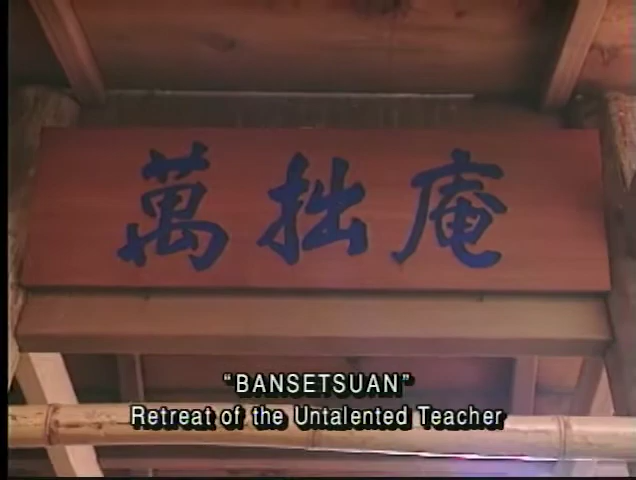 萬拙庵
"BANSETSUAN"
Retreat of the Untalented Teacher